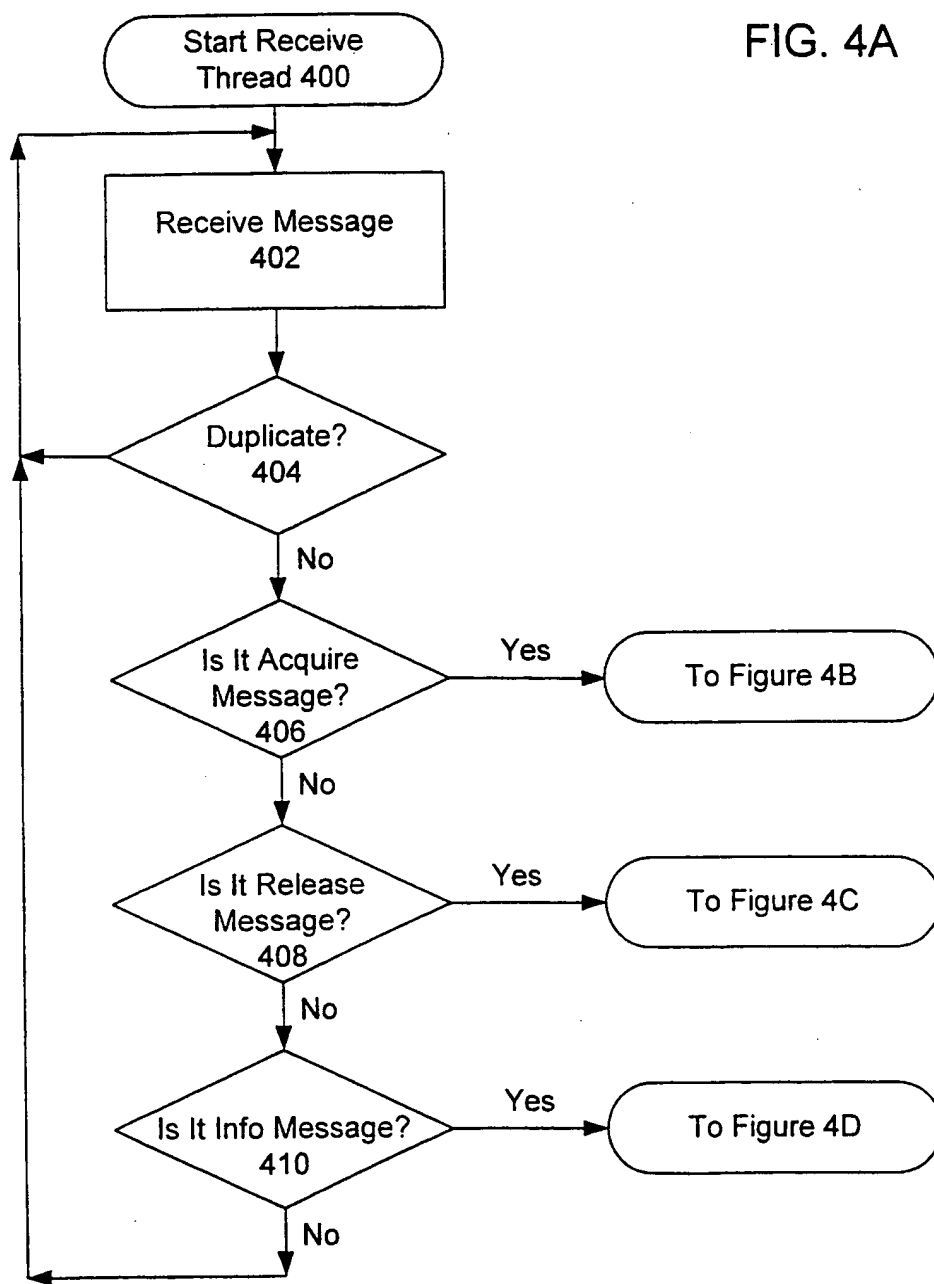 FIG. 4A
Start Receive
Thread 400
Receive Message
402
Duplicate?
404
No
Is It Acquire
Message?
406
Yes
To Figure 4B
No
Is It Release
Message?
408
Yes
To Figure 4C
No
Is It Info Message?
410
Yes
To Figure 4D
No